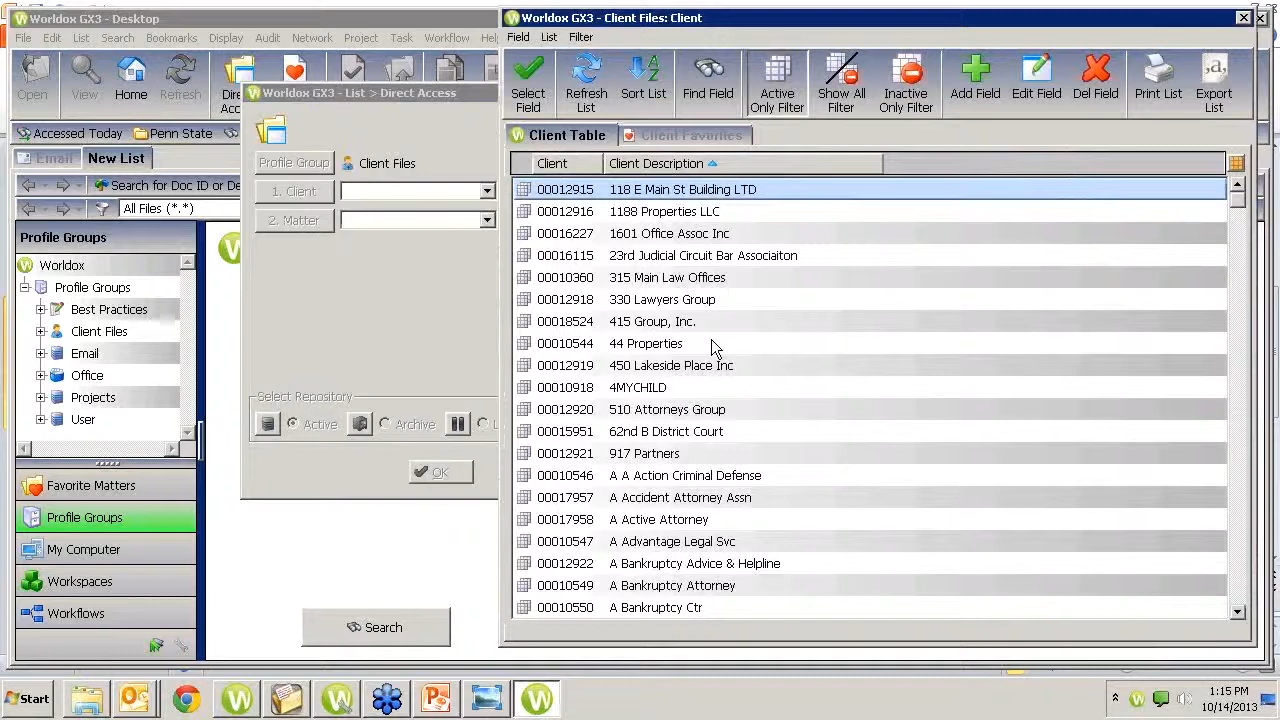 Worldox GX3 - Desktop
File Edit List Search Bookmarks Display Audit Network Project Task Workflow
Open View Home Refresh
Accessed Today Penn State
Email New List
Search for Doc ID or De
All Files (*.*)
Profile Groups
Worldox
Profile Groups
Best Practices
Client Files
Email
Office
Projects
User
Favorite Matters
Profile Groups
My Computer
Workspaces
Workflows
Worldox GX3 - List > Direct Access
Profile Group Client Files
1. Client
2. Matter
Select Repository
Active Archive
OK
Search
Worldox GX3 - Client Files: Client
Field List Filter
Select Field
Refresh List
Sort List
Find Field
Active Only Filter
Show All Filter
Inactive Only Filter
Add Field
Edit Field
Del Field
Print List
Export List
Client Table Client Favorites
Client Client Description
00012915 118 E Main St Building LTD
00012916 1188 Properties LLC
00016227 1601 Office Assoc Inc
00016115 23rd Judicial Circuit Bar Associaiton
00010360 315 Main Law Offices
00012918 330 Lawyers Group
00018524 415 Group, Inc.
00010544 44 Properties
00012919 450 Lakeside Place Inc
00010918 4MYCHILD
00012920 510 Attorneys Group
00015951 62nd B District Court
00012921 917 Partners
00010546 A A Action Criminal Defense
00017957 A Accident Attorney Assn
00017958 A Active Attorney
00010547 A Advantage Legal Svc
00012922 A Bankruptcy Advice & Helpline
00010549 A Bankruptcy Attorney
00010550 A Bankruptcy Ctr
Start
1:15 PM
10/14/2013